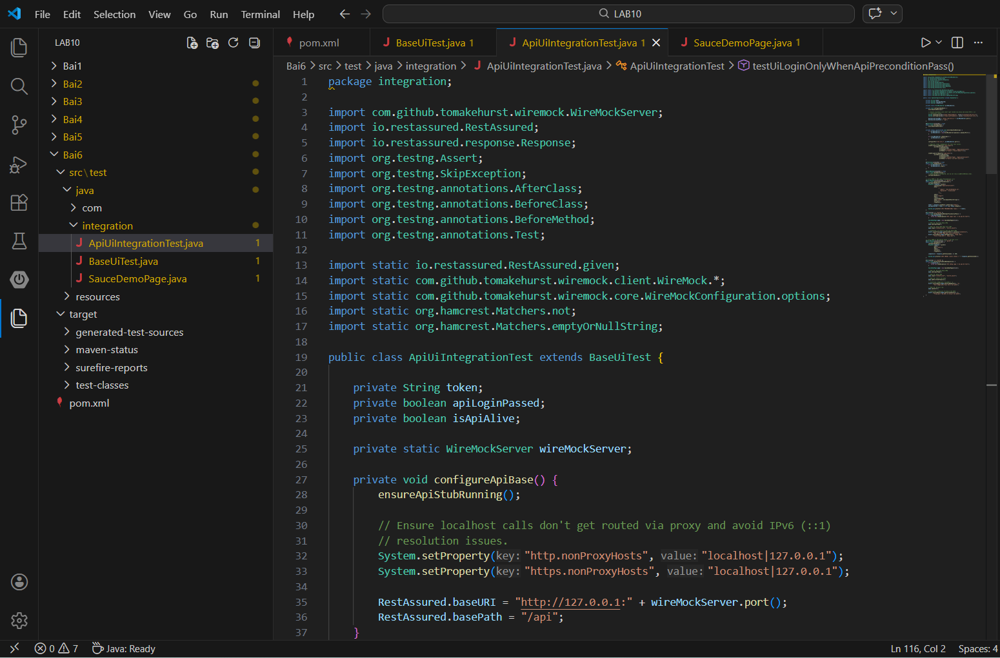 File Edit Selection View Go Run Terminal Help
LAB10
LAB10
Bai1
Bai2
Bai3
Bai4
Bai5
Bai6
src\test
java
com
integration
ApiUiIntegrationTest.java 1
BaseUiTest.java 1
SauceDemoPage.java 1
resources
target
generated-test-sources
maven-status
surefire-reports
test-classes
pom.xml
pom.xml
BaseUiTest.java 1
ApiUiIntegrationTest.java 1
SauceDemoPage.java 1
Bai6 > src > test > java > integration > ApiUiIntegrationTest.java > ApiUiIntegrationTest > testUiLoginOnlyWhenApiPreconditionPass()
1 package integration;
2
3 import com.github.tomakehurst.wiremock.WireMockServer;
4 import io.restassured.RestAssured;
5 import io.restassured.response.Response;
6 import org.testng.Assert;
7 import org.testng.SkipException;
8 import org.testng.annotations.AfterClass;
9 import org.testng.annotations.BeforeClass;
10 import org.testng.annotations.BeforeMethod;
11 import org.testng.annotations.Test;
12
13 import static io.restassured.RestAssured.given;
14 import static com.github.tomakehurst.wiremock.client.WireMock.*;
15 import static com.github.tomakehurst.wiremock.core.WireMockConfiguration.options;
16 import static org.hamcrest.Matchers.not;
17 import static org.hamcrest.Matchers.emptyOrNullString;
18
19 public class ApiUiIntegrationTest extends BaseUiTest {
20
21 private String token;
22 private boolean apiLoginPassed;
23 private boolean isApiAlive;
24
25 private static WireMockServer wireMockServer;
26
27 private void configureApiBase() {
28 ensureApiStubRunning();
29
30 // Ensure localhost calls don't get routed via proxy and avoid IPv6 (::1)
31 // resolution issues.
32 System.setProperty(key: "http.nonProxyHosts", value: "localhost|127.0.0.1");
33 System.setProperty(key: "https.nonProxyHosts", value: "localhost|127.0.0.1");
34
35 RestAssured.baseURI = "http://127.0.0.1:" + wireMockServer.port();
36 RestAssured.basePath = "/api";
37 }
0 7 Java: Ready
Ln 116, Col 2 Spaces: 4